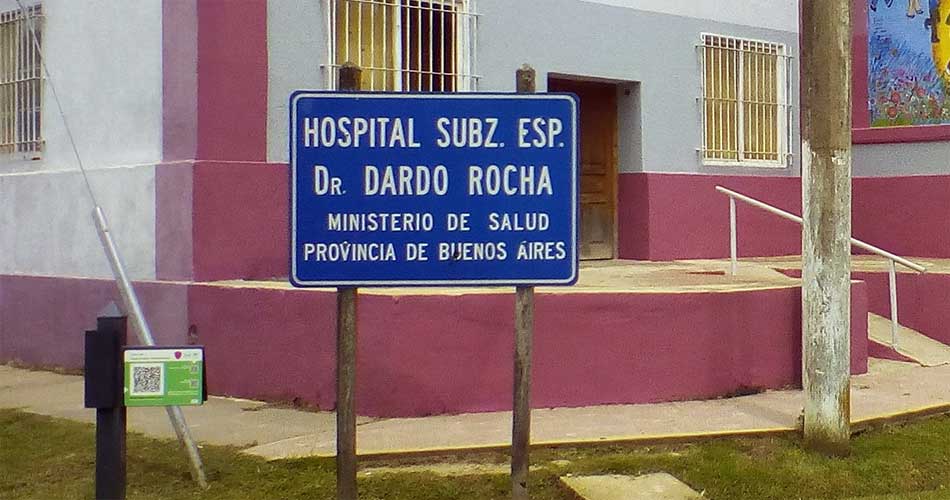 HOSPITAL SUBZ. ESP.
DR. DARDO ROCHA
MINISTERIO DE SALUD
PROVINCIA DE BUENOS AIRES